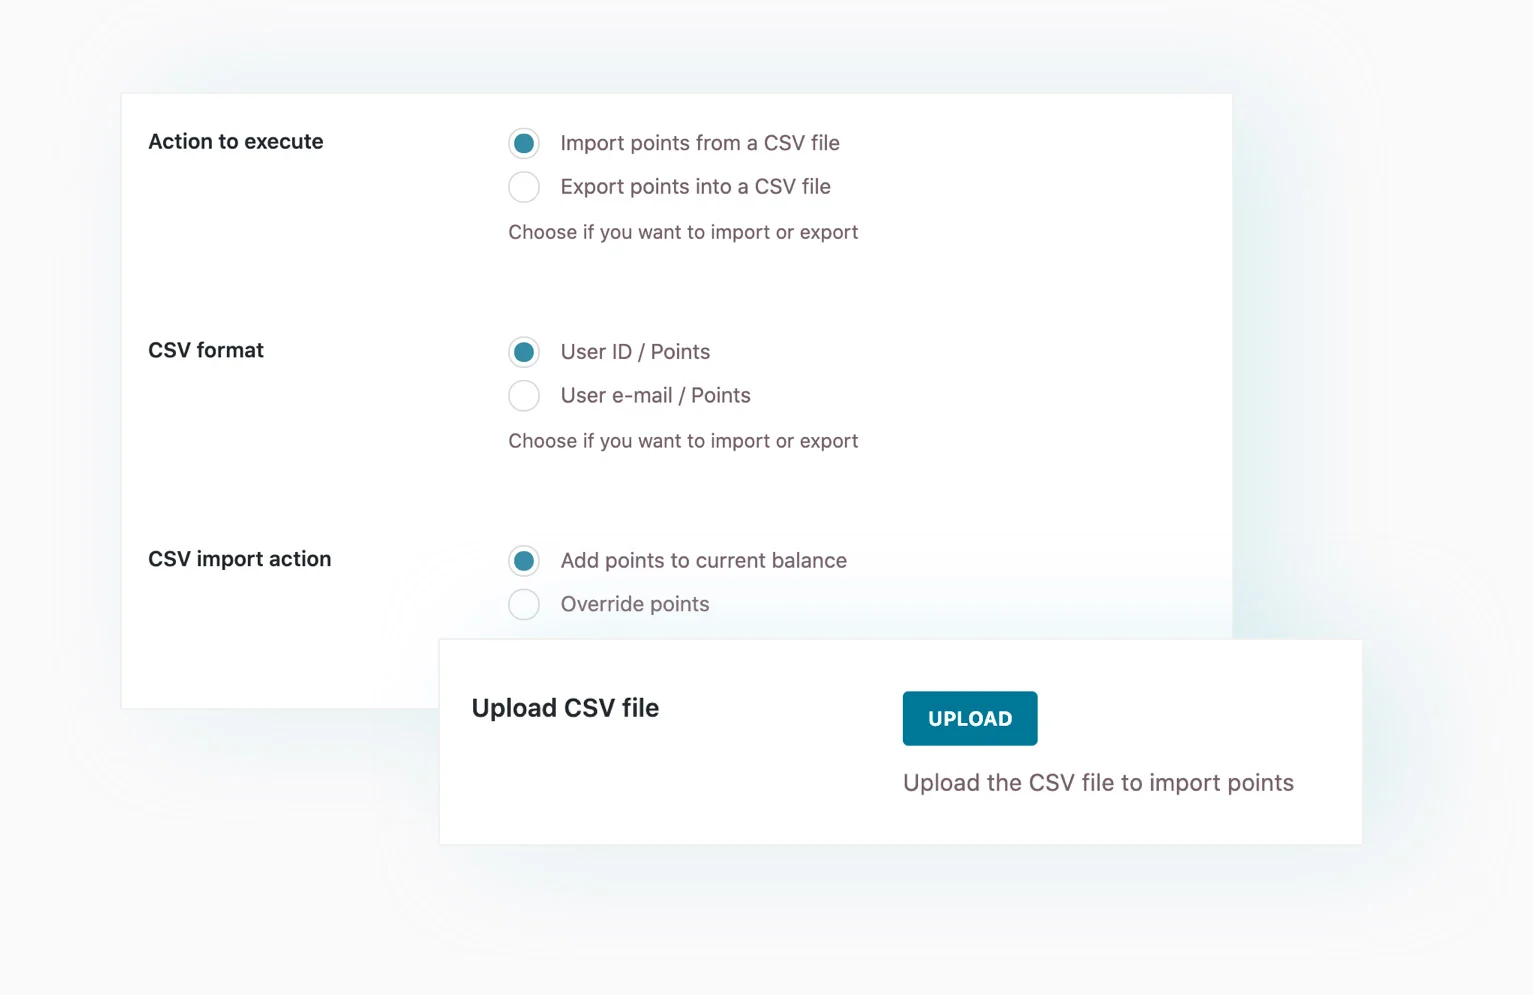 Action to execute
Import points from a CSV file
Export points into a CSV file
Choose if you want to import or export
CSV format
User ID / Points
User e-mail / Points
Choose if you want to import or export
CSV import action
Add points to current balance
Override points
Upload CSV file
UPLOAD
Upload the CSV file to import points